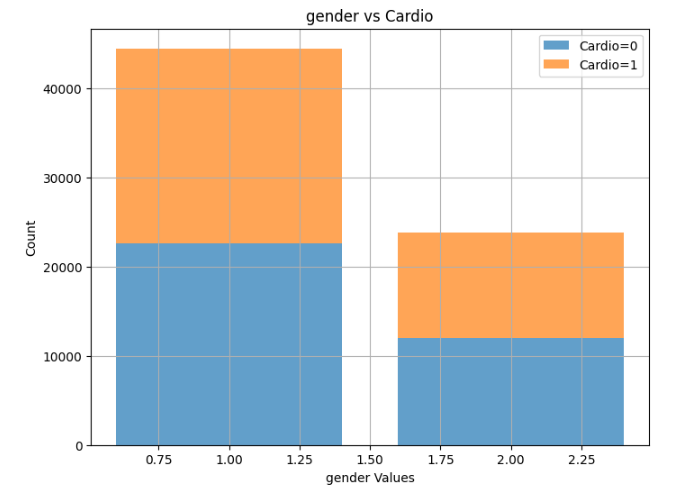 gender vs Cardio
Cardio=0
Cardio=1
40000
30000
20000
10000
0
Count
0.75 1.00 1.25 1.50 1.75 2.00 2.25
gender Values